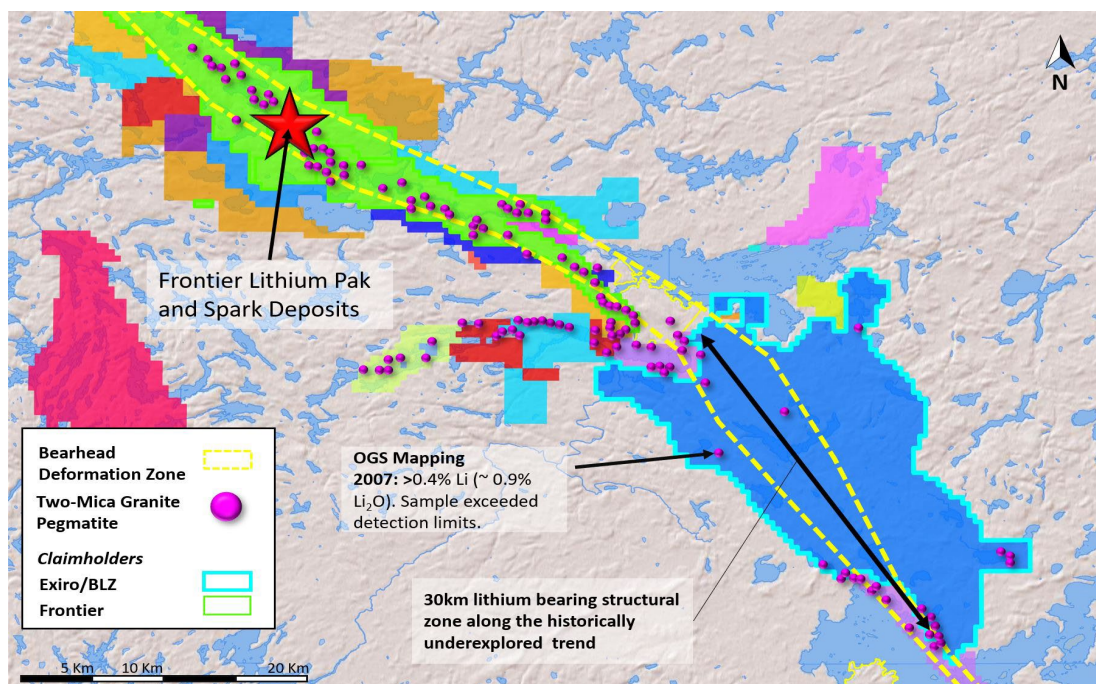 N
Frontier Lithium Pak
and Spark Deposits
OGS Mapping
2007: >0.4% Li (~ 0.9%
Li₂O). Sample exceeded
detection limits.
30km lithium bearing structural
zone along the historically
underexplored trend
Bearhead
Deformation Zone
Two-Mica Granite
Pegmatite
Claimholders
Exiro/BLZ
Frontier
5 Km 10 Km 20 Km